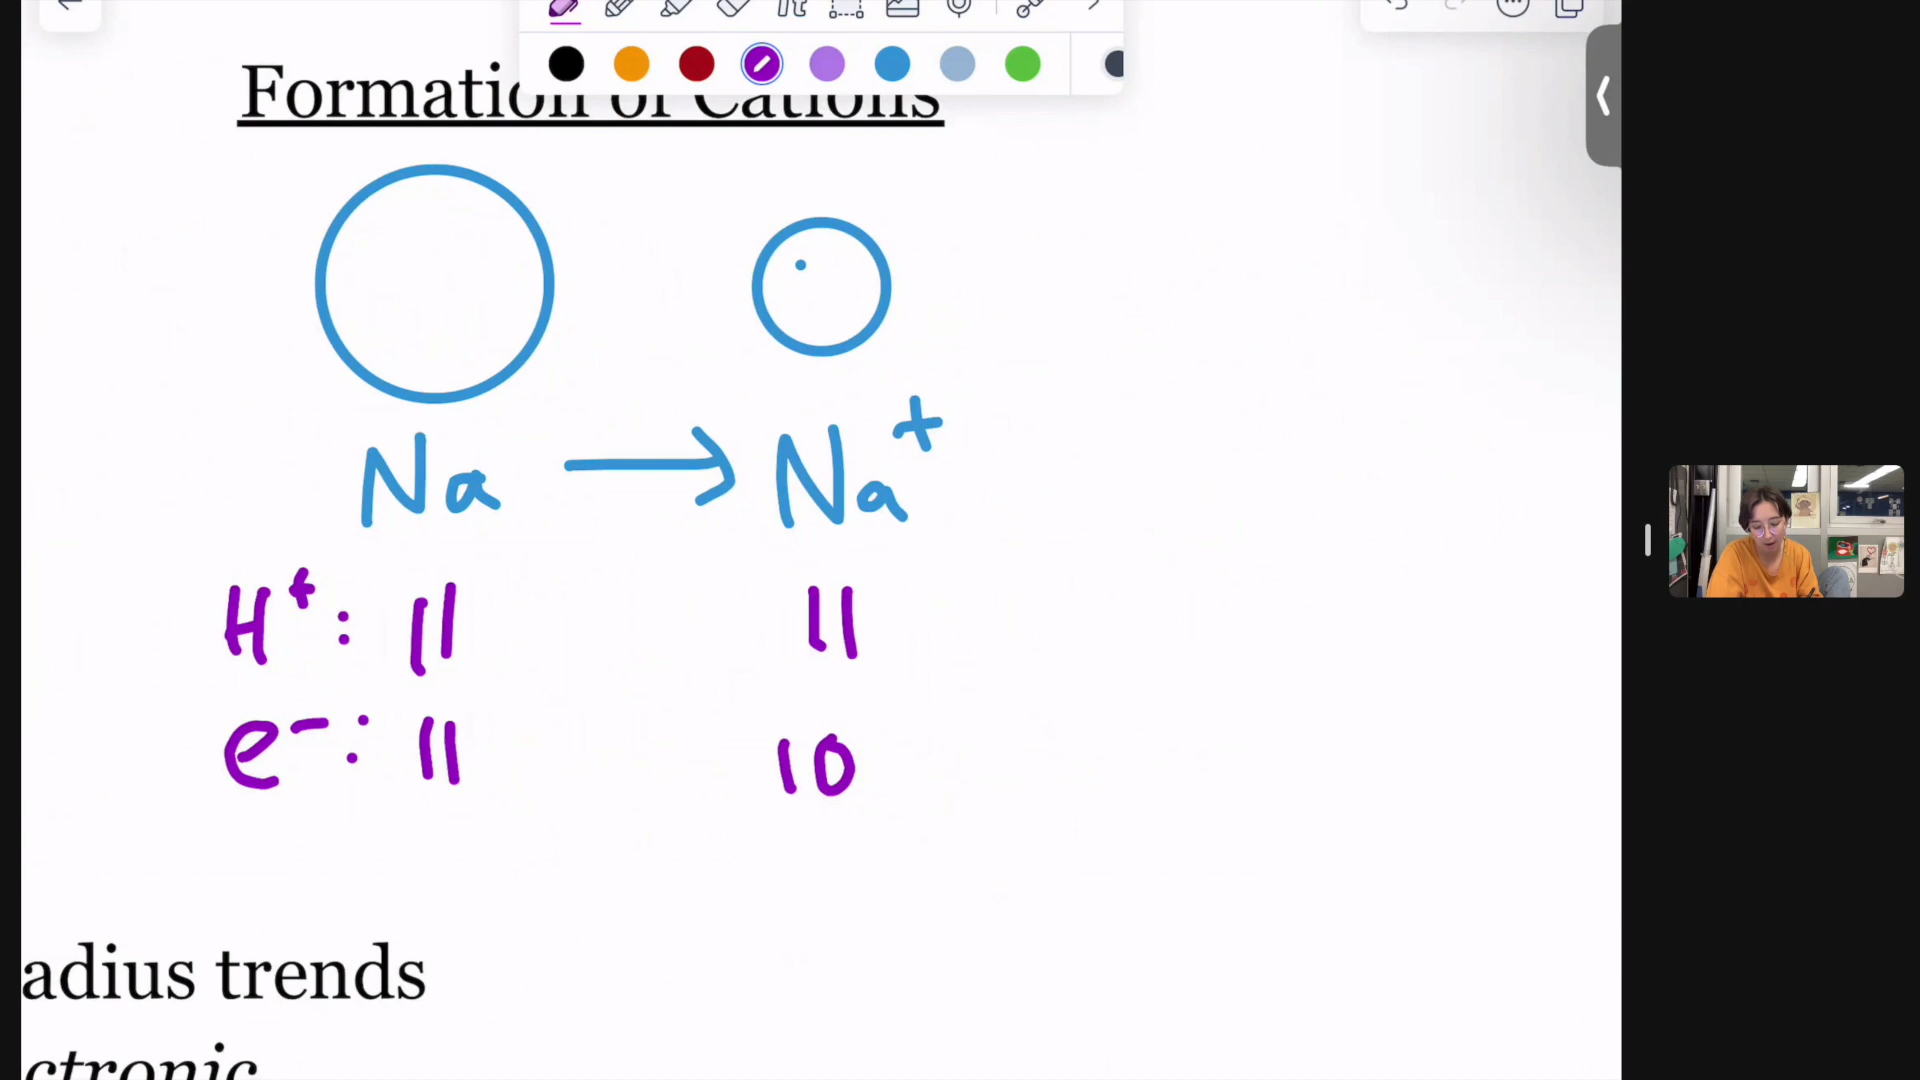 Formation of Cations
Na → Na⁺
H⁺: 11 11
e⁻: 11 10
adius trends
ctronic